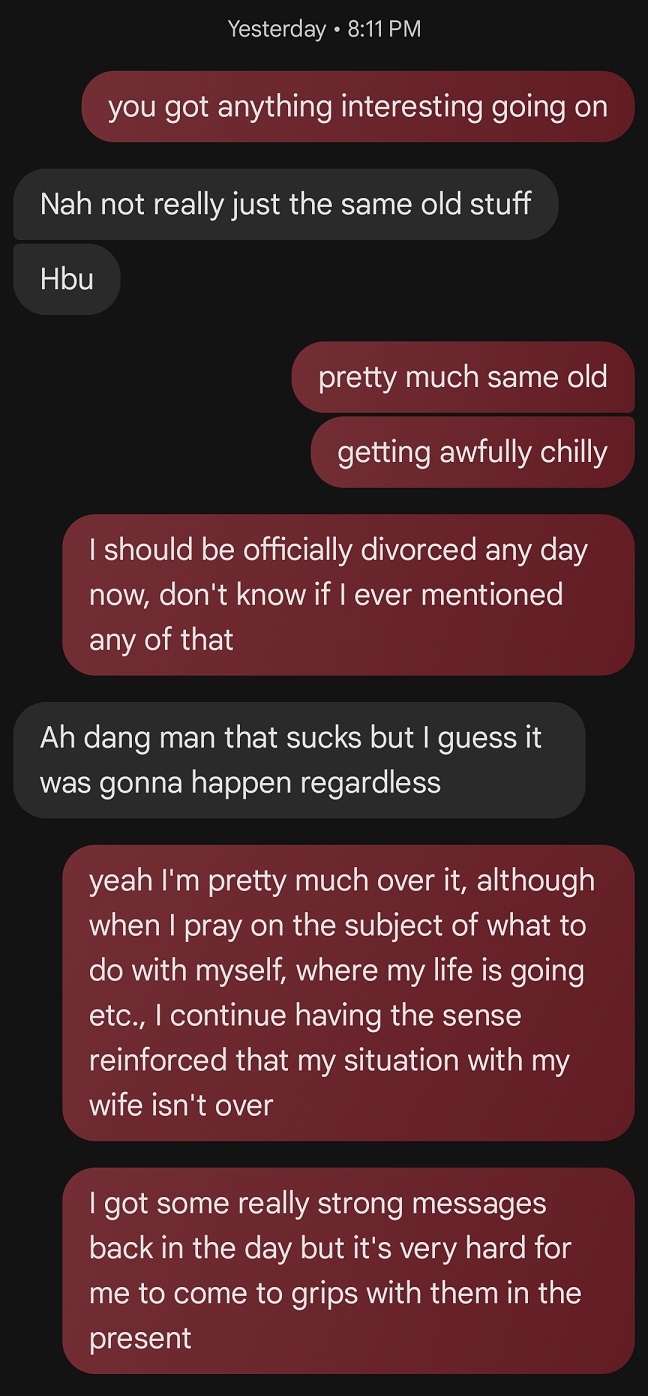 Yesterday • 8:11 PM
you got anything interesting going on
Nah not really just the same old stuff
Hbu
pretty much same old
getting awfully chilly
I should be officially divorced any day
now, don't know if I ever mentioned
any of that
Ah dang man that sucks but I guess it
was gonna happen regardless
yeah I'm pretty much over it, although
when I pray on the subject of what to
do with myself, where my life is going
etc., I continue having the sense
reinforced that my situation with my
wife isn't over
I got some really strong messages
back in the day but it's very hard for
me to come to grips with them in the
present